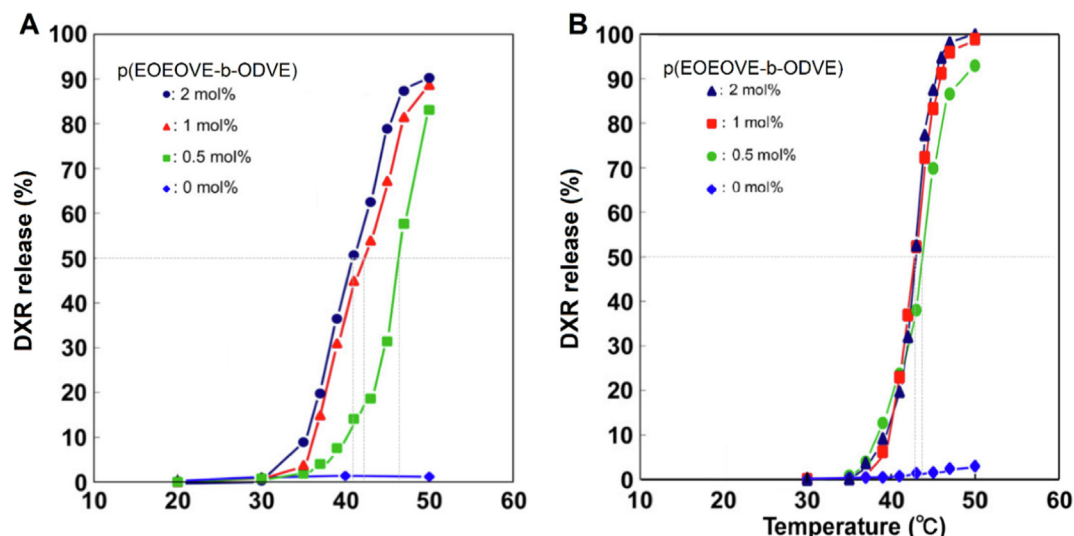 A
DXR release (%)
100
90
80
70
60
50
40
30
20
10
0
p(EOEOVE-b-ODVE)
: 2 mol%
: 1 mol%
: 0.5 mol%
: 0 mol%
10 20 30 40 50 60
B
DXR release (%)
100
90
80
70
60
50
40
30
20
10
0
p(EOEOVE-b-ODVE)
: 2 mol%
: 1 mol%
: 0.5 mol%
: 0 mol%
10 20 30 40 50 60
Temperature (℃)